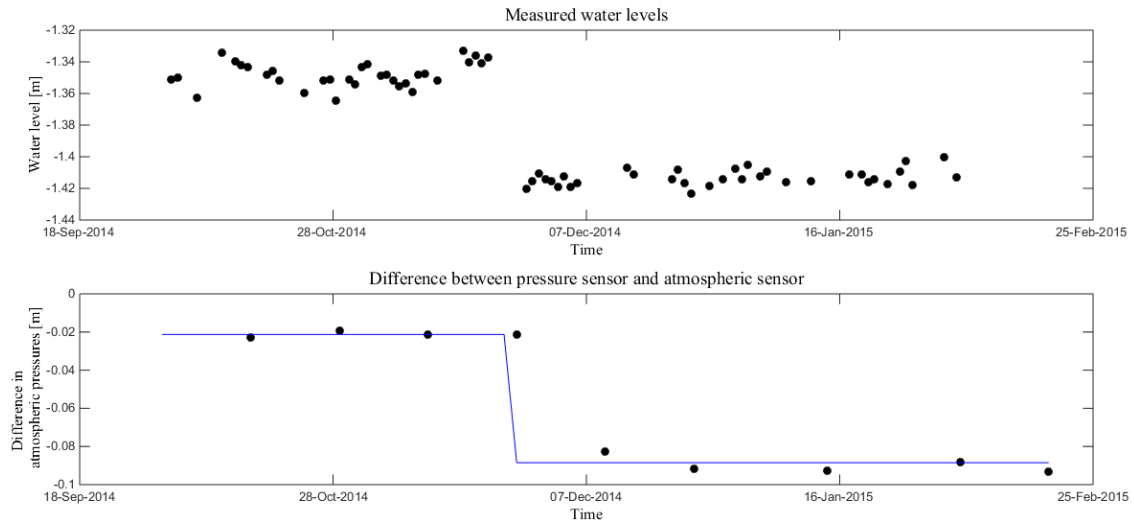 Measured water levels
-1.32
-1.34
-1.36
-1.38
-1.4
-1.42
-1.44
Water level [m]
18-Sep-2014 28-Oct-2014 07-Dec-2014 16-Jan-2015 25-Feb-2015
Time
Difference between pressure sensor and atmospheric sensor
0
-0.02
-0.04
-0.06
-0.08
-0.1
Difference in
atmospheric pressures [m]
18-Sep-2014 28-Oct-2014 07-Dec-2014 16-Jan-2015 25-Feb-2015
Time